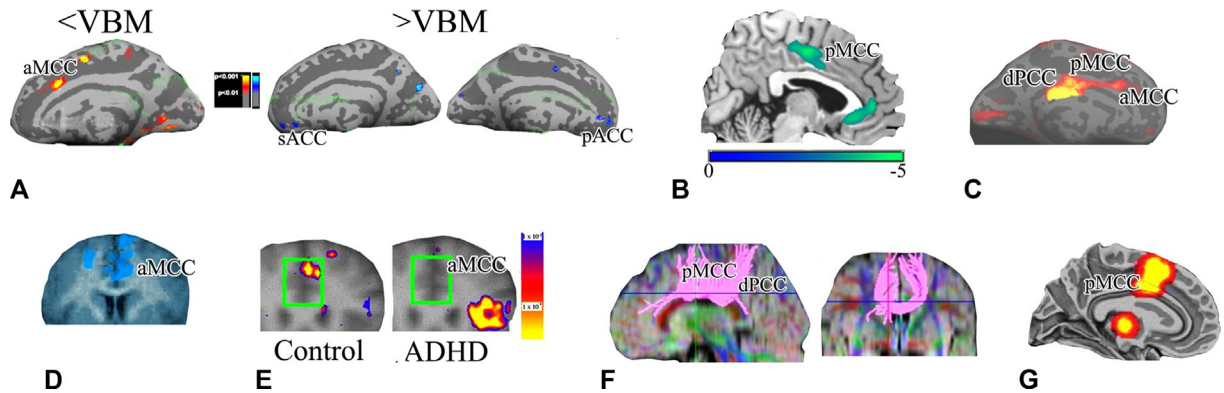 <VBM
>VBM
aMCC
p<0.001
p<0.01
sACC
pACC
A
pMCC
0
-5
B
dPCC
pMCC
aMCC
C
aMCC
D
aMCC
Control
ADHD
E
pMCC
dPCC
F
pMCC
G